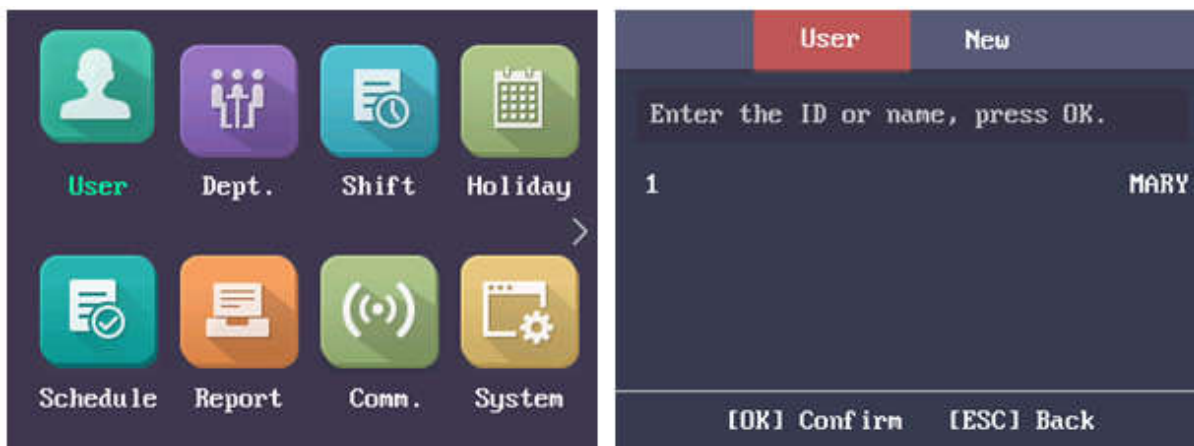 User Dept. Shift Holiday
Schedule Report Comm. System
User New
Enter the ID or name, press OK.
1 MARY
[OK] Confirm [ESC] Back